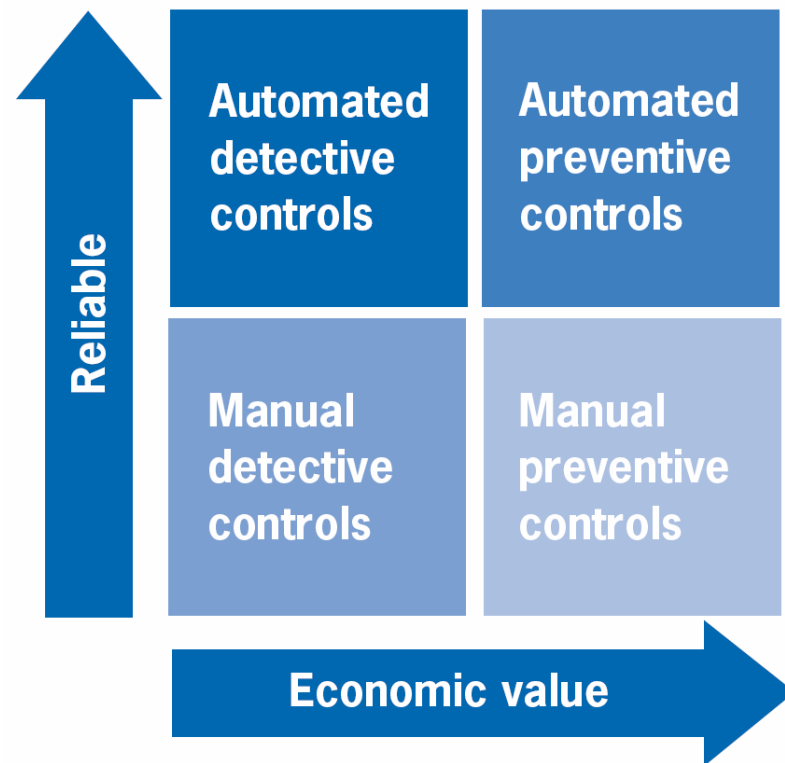 Automated
detective
controls
Automated
preventive
controls
Reliable
Manual
detective
controls
Manual
preventive
controls
Economic value